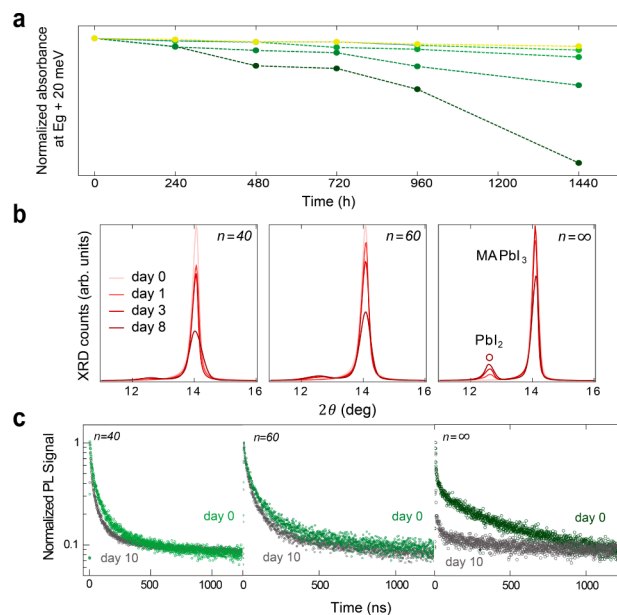 a
Normalized absorbance
at Eg + 20 meV
0 240 480 720 960 1200 1440
Time (h)
b
XRD counts (arb. units)
n=40
day 0
day 1
day 3
day 8
n=60
n=∞
MAPbI3
PbI2
12 14 16 12 14 16 12 14 16
2θ (deg)
c
Normalized PL Signal
1
0.1
n=40
day 0
day 10
n=60
day 0
day 10
n=∞
day 0
day 10
0 500 1000 0 500 1000 0 500 1000
Time (ns)